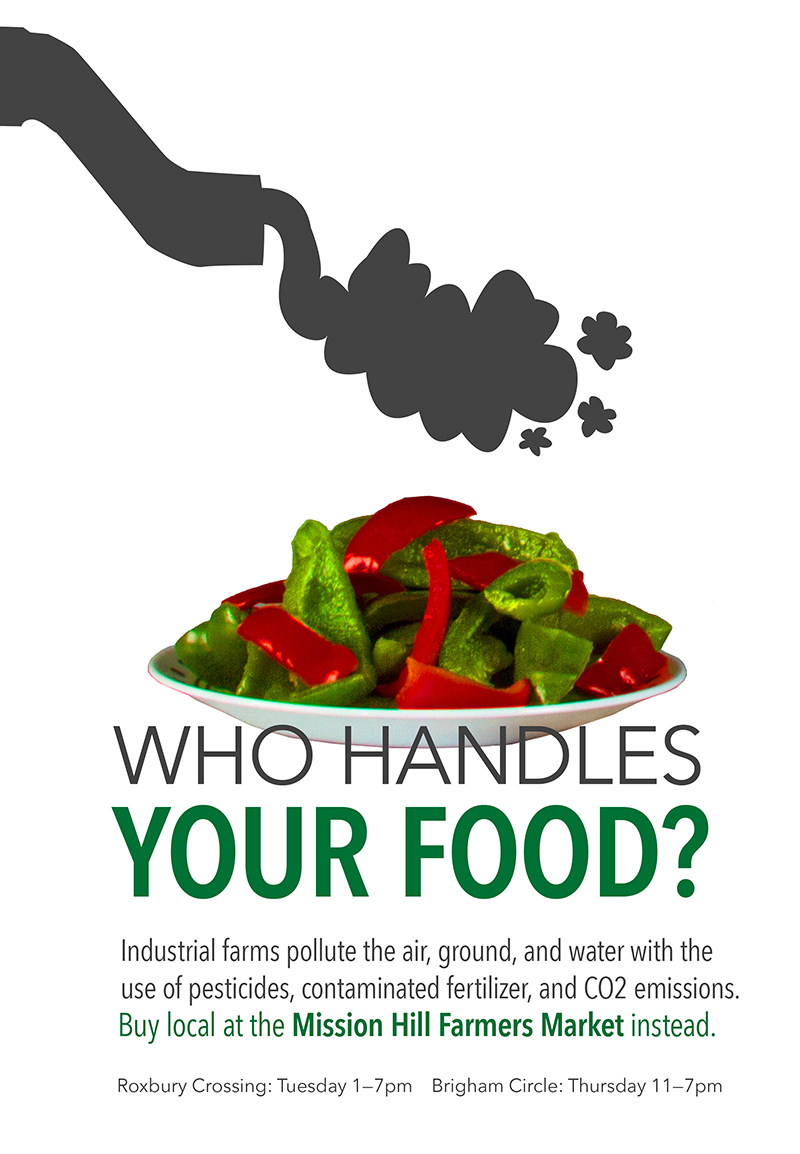 WHO HANDLES
YOUR FOOD?
Industrial farms pollute the air, ground, and water with the
use of pesticides, contaminated fertilizer, and CO2 emissions.
Buy local at the Mission Hill Farmers Market instead.
Roxbury Crossing: Tuesday 1–7pm Brigham Circle: Thursday 11–7pm